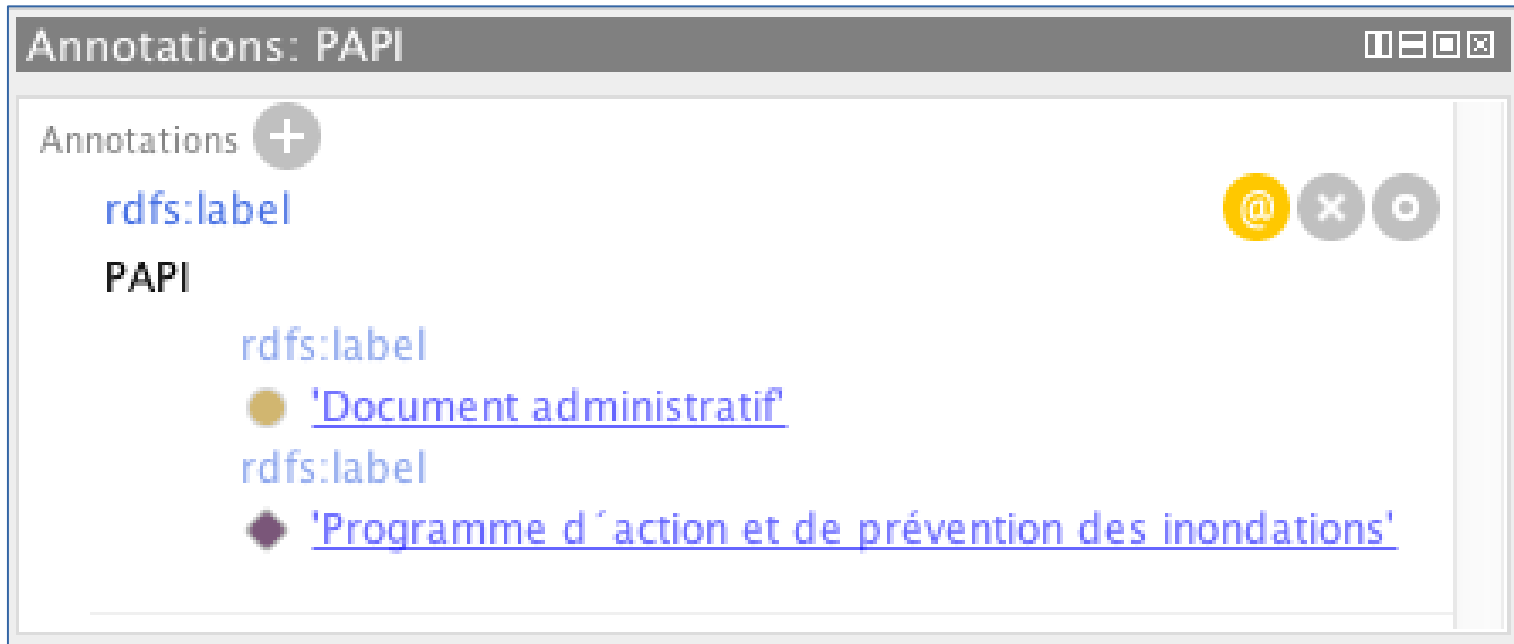 Annotations: PAPI
Annotations
rdfs:label
@
PAPI
rdfs:label
'Document administratif'
rdfs:label
'Programme d´action et de prévention des inondations'